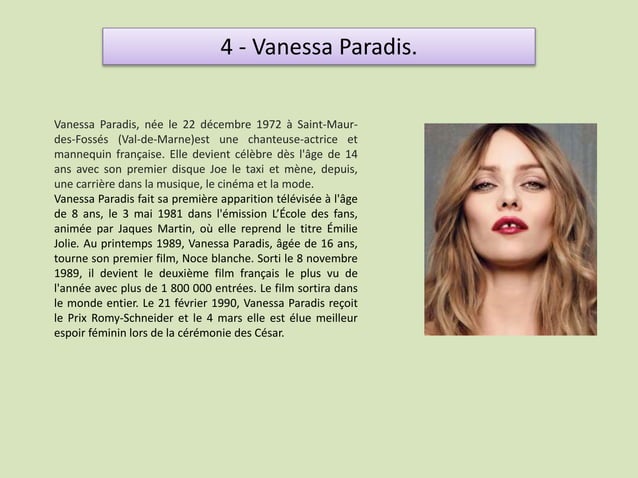 4 - Vanessa Paradis.
Vanessa Paradis, née le 22 décembre 1972 à Saint-Maur-
des-Fossés (Val-de-Marne)est une chanteuse-actrice et
mannequin française. Elle devient célèbre dès l'âge de 14
ans avec son premier disque Joe le taxi et mène, depuis,
une carrière dans la musique, le cinéma et la mode.
Vanessa Paradis fait sa première apparition télévisée à l'âge
de 8 ans, le 3 mai 1981 dans l'émission L’École des fans,
animée par Jaques Martin, où elle reprend le titre Émilie
Jolie. Au printemps 1989, Vanessa Paradis, âgée de 16 ans,
tourne son premier film, Noce blanche. Sorti le 8 novembre
1989, il devient le deuxième film français le plus vu de
l'année avec plus de 1 800 000 entrées. Le film sortira dans
le monde entier. Le 21 février 1990, Vanessa Paradis reçoit
le Prix Romy-Schneider et le 4 mars elle est élue meilleur
espoir féminin lors de la cérémonie des César.